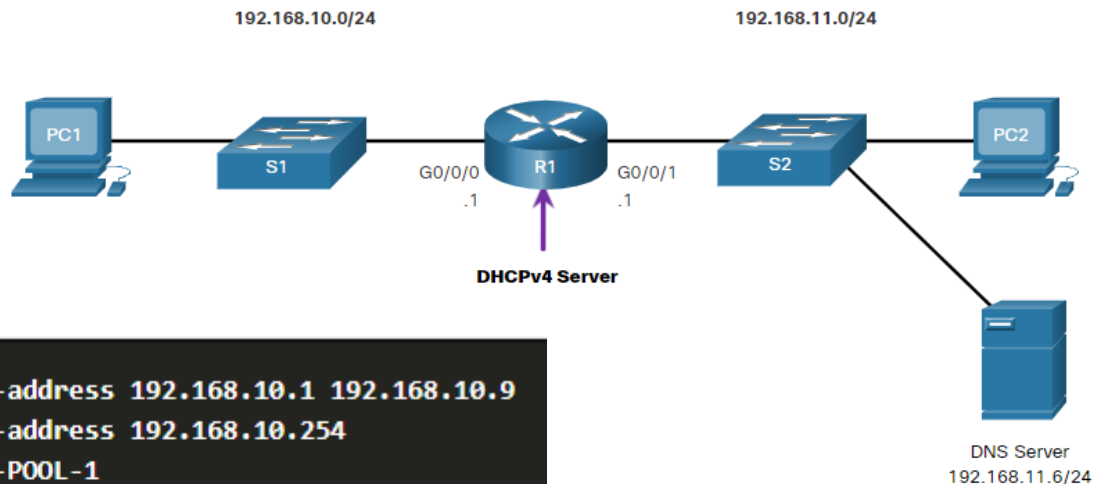 192.168.10.0/24 192.168.11.0/24
PC1 S1 R1 S2 PC2
G0/0/0 G0/0/1
.1 .1
DHCPv4 Server
-address 192.168.10.1 192.168.10.9
-address 192.168.10.254
-POOL-1
DNS Server
192.168.11.6/24